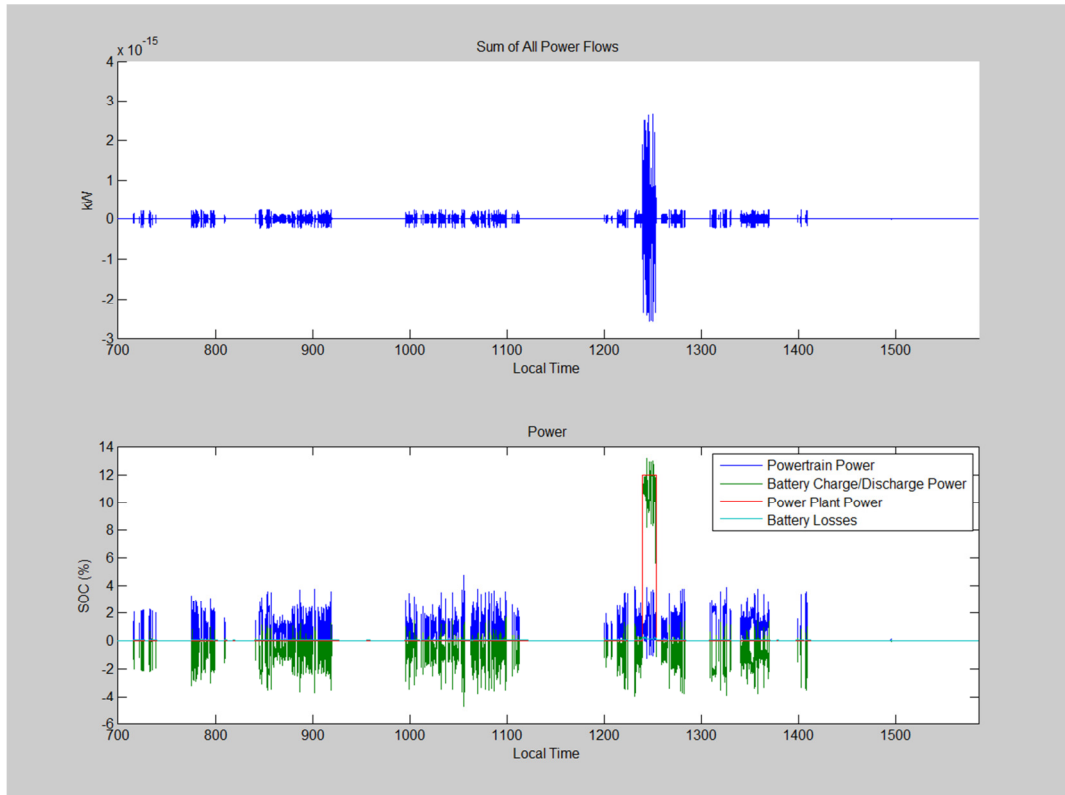 x 10^-15
Sum of All Power Flows
4
3
2
1
0
-1
-2
-3
kW
700 800 900 1000 1100 1200 1300 1400 1500
Local Time
Power
14
12
10
8
6
4
2
0
-2
-4
-6
SOC (%)
Powertrain Power
Battery Charge/Discharge Power
Power Plant Power
Battery Losses
700 800 900 1000 1100 1200 1300 1400 1500
Local Time